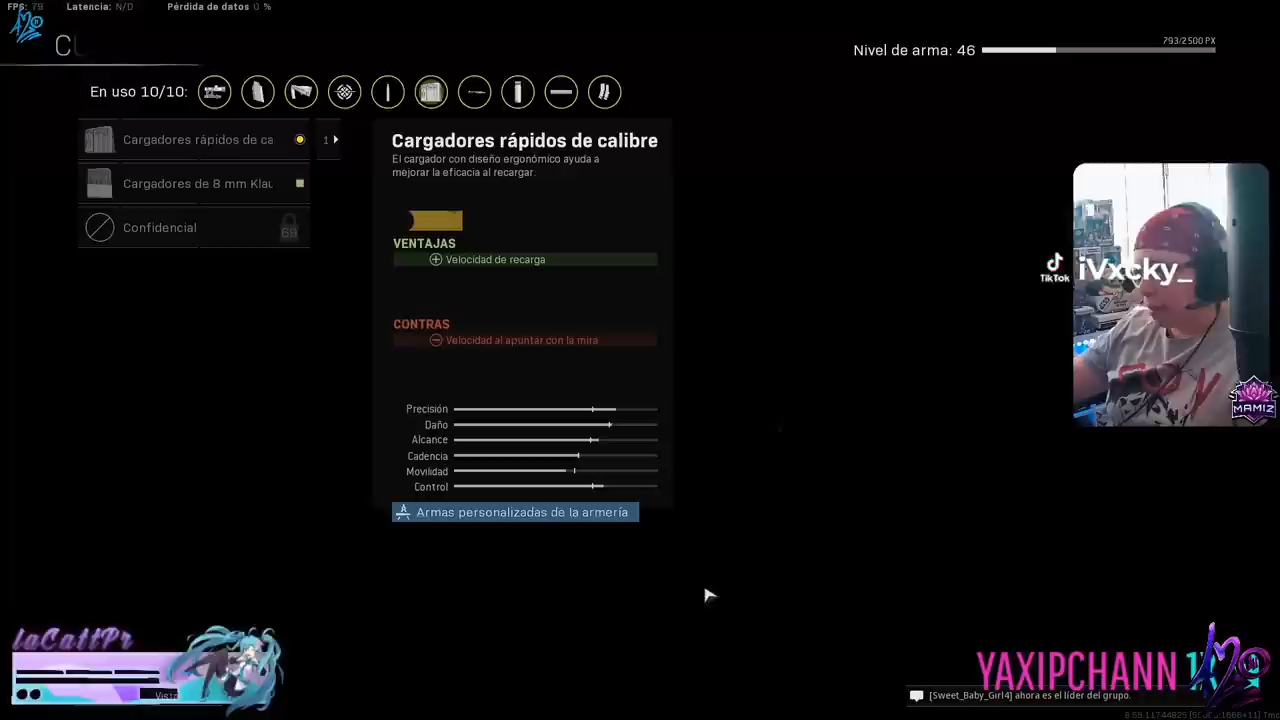 FPS: 79 Latencia: N/D Pérdida de datos 0 %
CU
Nivel de arma: 46
793/2500 PX
En uso 10/10:
Cargadores rápidos de ca
1
Cargadores de 8 mm Klau
Confidencial
69
Cargadores rápidos de calibre
El cargador con diseño ergonómico ayuda a
mejorar la eficacia al recargar.
VENTAJAS
Velocidad de recarga
CONTRAS
Velocidad al apuntar con la mira
Precisión
Daño
Alcance
Cadencia
Movilidad
Control
Armas personalizadas de la armería
TikTok
iVxcky_
MAMIZ
laCattPr
YAXIPCHANN
[Sweet_Baby_Girl4] ahora es el líder del grupo.